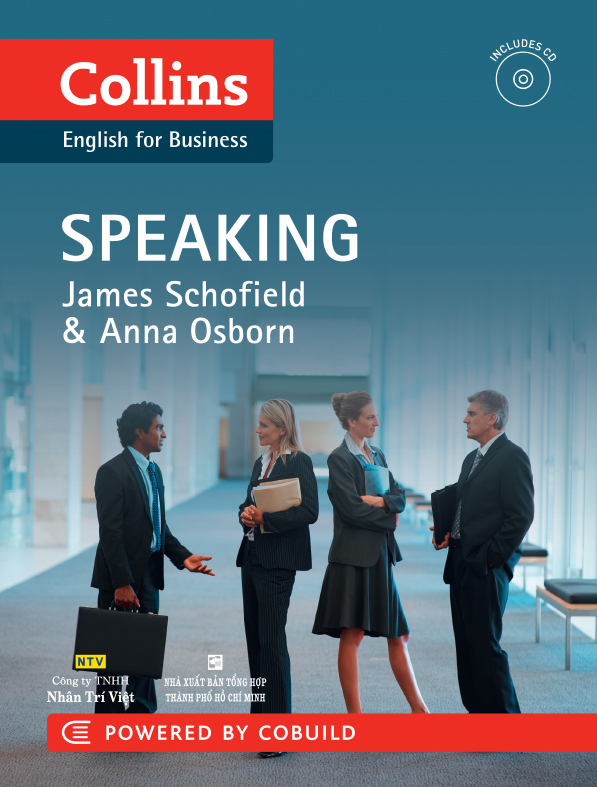 INCLUDES CD
Collins
English for Business
SPEAKING
James Schofield
& Anna Osborn
NTV
Công ty TNHH
Nhân Trí Việt
NHÀ XUẤT BẢN TỔNG HỢP
THÀNH PHỐ HỒ CHÍ MINH
POWERED BY COBUILD